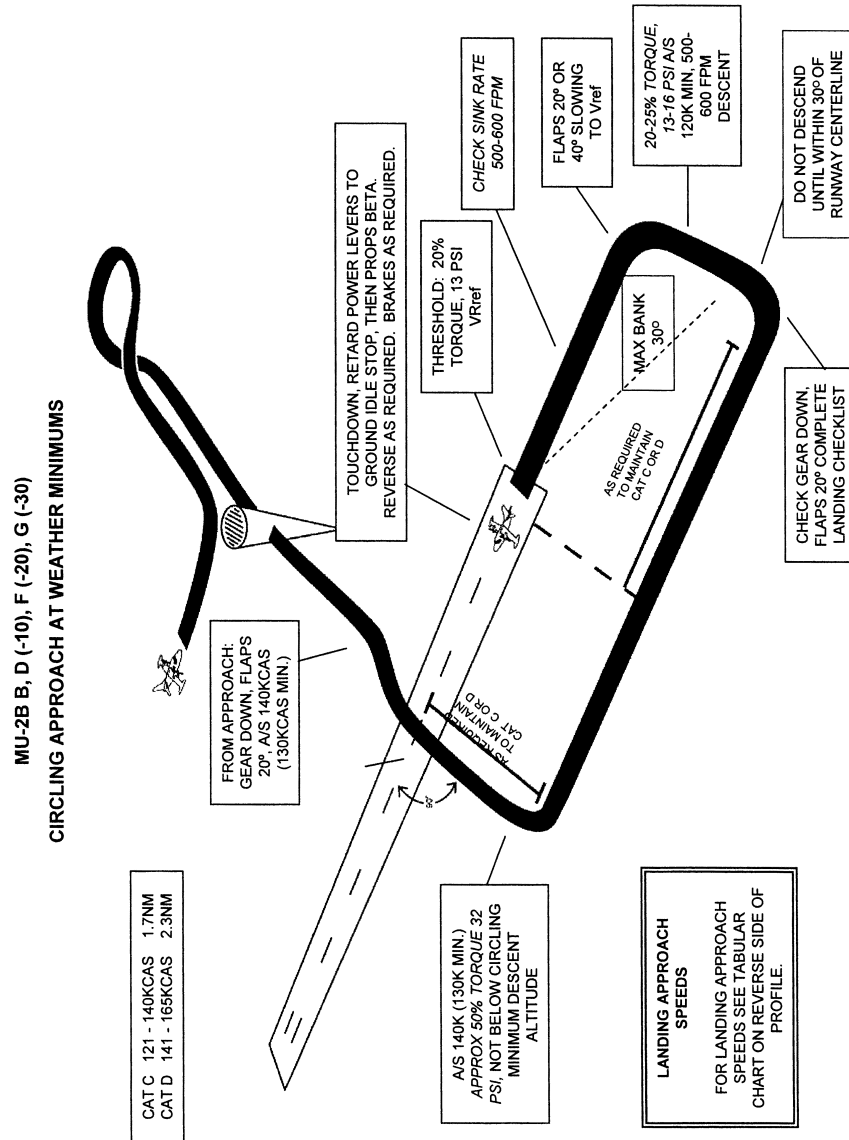 MU-2B B, D (-10), F (-20), G (-30)
CIRCLING APPROACH AT WEATHER MINIMUMS
CAT C 121 - 140KCAS 1.7NM
CAT D 141 - 165KCAS 2.3NM
FROM APPROACH:
GEAR DOWN, FLAPS
20º, A/S 140KCAS
(130KCAS MIN.)
TOUCHDOWN, RETARD POWER LEVERS TO
GROUND IDLE STOP, THEN PROPS BETA.
REVERSE AS REQUIRED. BRAKES AS REQUIRED.
THRESHOLD: 20%
TORQUE, 13 PSI
VRref
CHECK SINK RATE
500-600 FPM
FLAPS 20º OR
40º SLOWING
TO Vref
20-25% TORQUE,
13-16 PSI A/S
120K MIN, 500-
600 FPM
DESCENT
DO NOT DESCEND
UNTIL WITHIN 30º OF
RUNWAY CENTERLINE
MAX BANK
30º
AS REQUIRED
TO MAINTAIN
CAT C OR D
AS REQUIRED
TO MAINTAIN
CAT C OR D
CHECK GEAR DOWN,
FLAPS 20º COMPLETE
LANDING CHECKLIST
A/S 140K (130K MIN.)
APPROX 50% TORQUE 32
PSI, NOT BELOW CIRCLING
MINIMUM DESCENT
ALTITUDE
LANDING APPROACH
SPEEDS
FOR LANDING APPROACH
SPEEDS SEE TABULAR
CHART ON REVERSE SIDE OF
PROFILE.